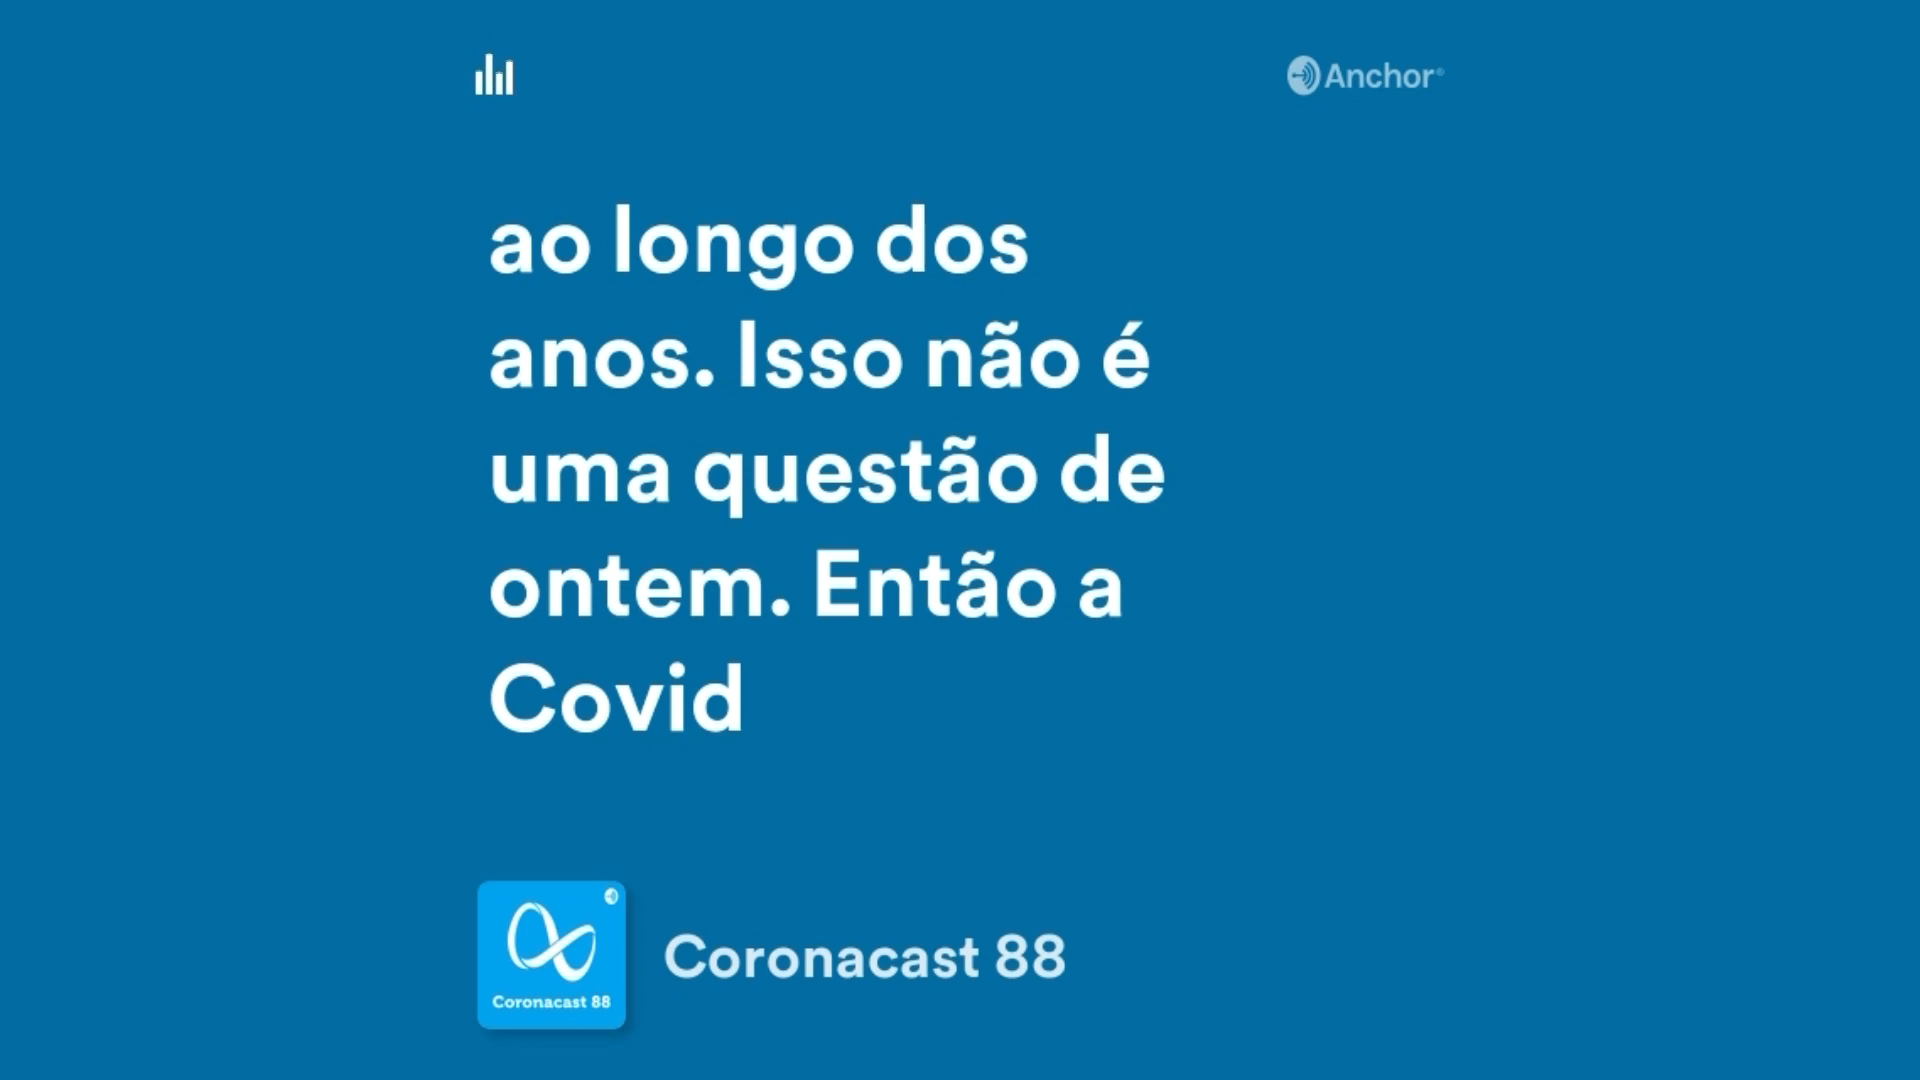 Anchor
ao longo dos
anos. Isso não é
uma questão de
ontem. Então a
Covid
Coronacast 88
Coronacast 88